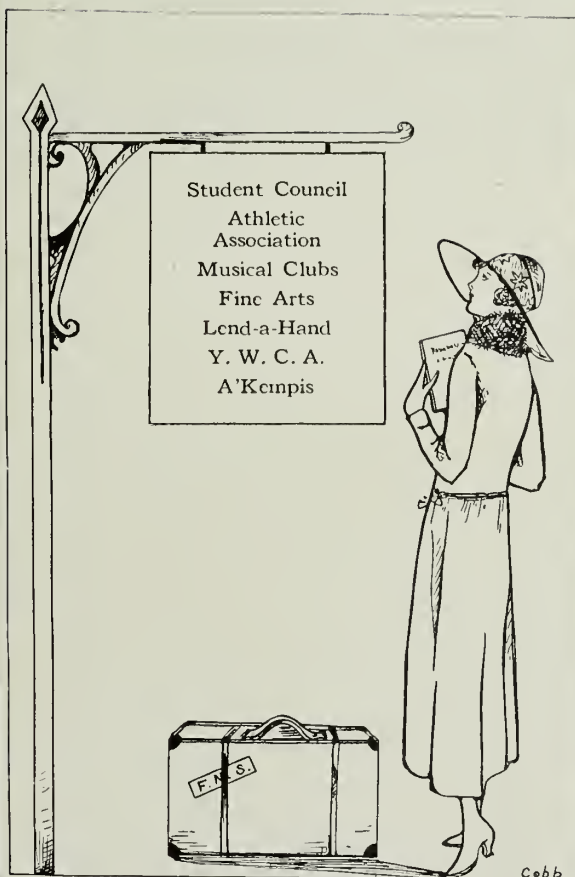 Student Council
Athletic
Association
Musical Clubs
Fine Arts
Lend-a-Hand
Y. W. C. A.
A'Kempis
F. N. S.
Cobb